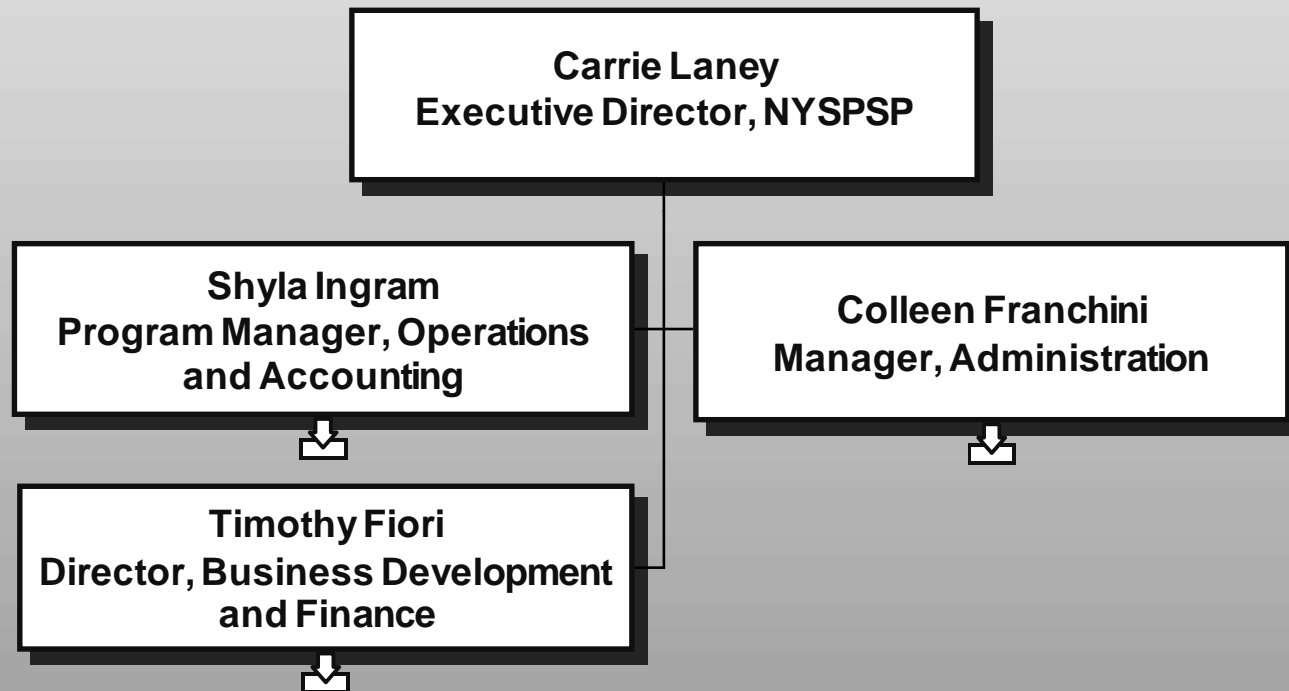 Carrie Laney
Executive Director, NYSPSP
Shyla Ingram
Program Manager, Operations
and Accounting
Colleen Franchini
Manager, Administration
Timothy Fiori
Director, Business Development
and Finance